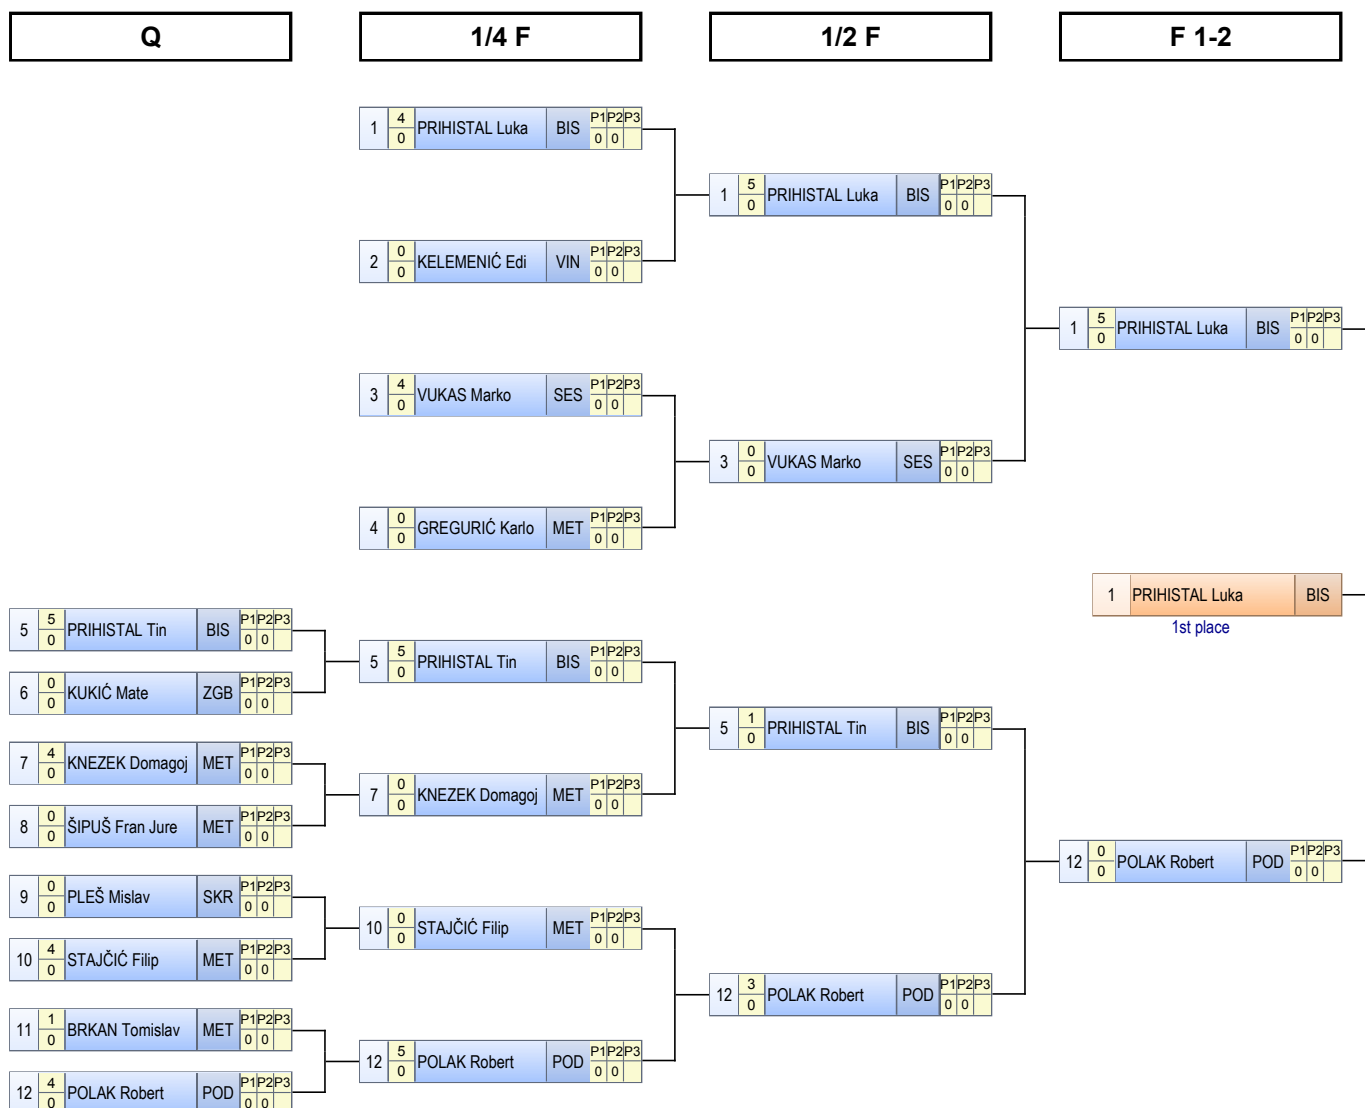 Q 1/4 F 1/2 F F 1-2
1 4 0 PRIHISTAL Luka BIS P1 P2 P3 0 0
1 5 0 PRIHISTAL Luka BIS P1 P2 P3 0 0
2 0 0 KELEMENIĆ Edi VIN P1 P2 P3 0 0
1 5 0 PRIHISTAL Luka BIS P1 P2 P3 0 0
3 4 0 VUKAS Marko SES P1 P2 P3 0 0
3 0 0 VUKAS Marko SES P1 P2 P3 0 0
4 0 0 GREGURIĆ Karlo MET P1 P2 P3 0 0
1 PRIHISTAL Luka BIS
1st place
5 5 0 PRIHISTAL Tin BIS P1 P2 P3 0 0
5 5 0 PRIHISTAL Tin BIS P1 P2 P3 0 0
6 0 0 KUKIĆ Mate ZGB P1 P2 P3 0 0
5 1 0 PRIHISTAL Tin BIS P1 P2 P3 0 0
7 4 0 KNEZEK Domagoj MET P1 P2 P3 0 0
7 0 0 KNEZEK Domagoj MET P1 P2 P3 0 0
8 0 0 ŠIPUŠ Fran Jure MET P1 P2 P3 0 0
12 0 0 POLAK Robert POD P1 P2 P3 0 0
9 0 0 PLEŠ Mislav SKR P1 P2 P3 0 0
10 0 0 STAJČIĆ Filip MET P1 P2 P3 0 0
10 4 0 STAJČIĆ Filip MET P1 P2 P3 0 0
12 3 0 POLAK Robert POD P1 P2 P3 0 0
11 1 0 BRKAN Tomislav MET P1 P2 P3 0 0
12 5 0 POLAK Robert POD P1 P2 P3 0 0
12 4 0 POLAK Robert POD P1 P2 P3 0 0